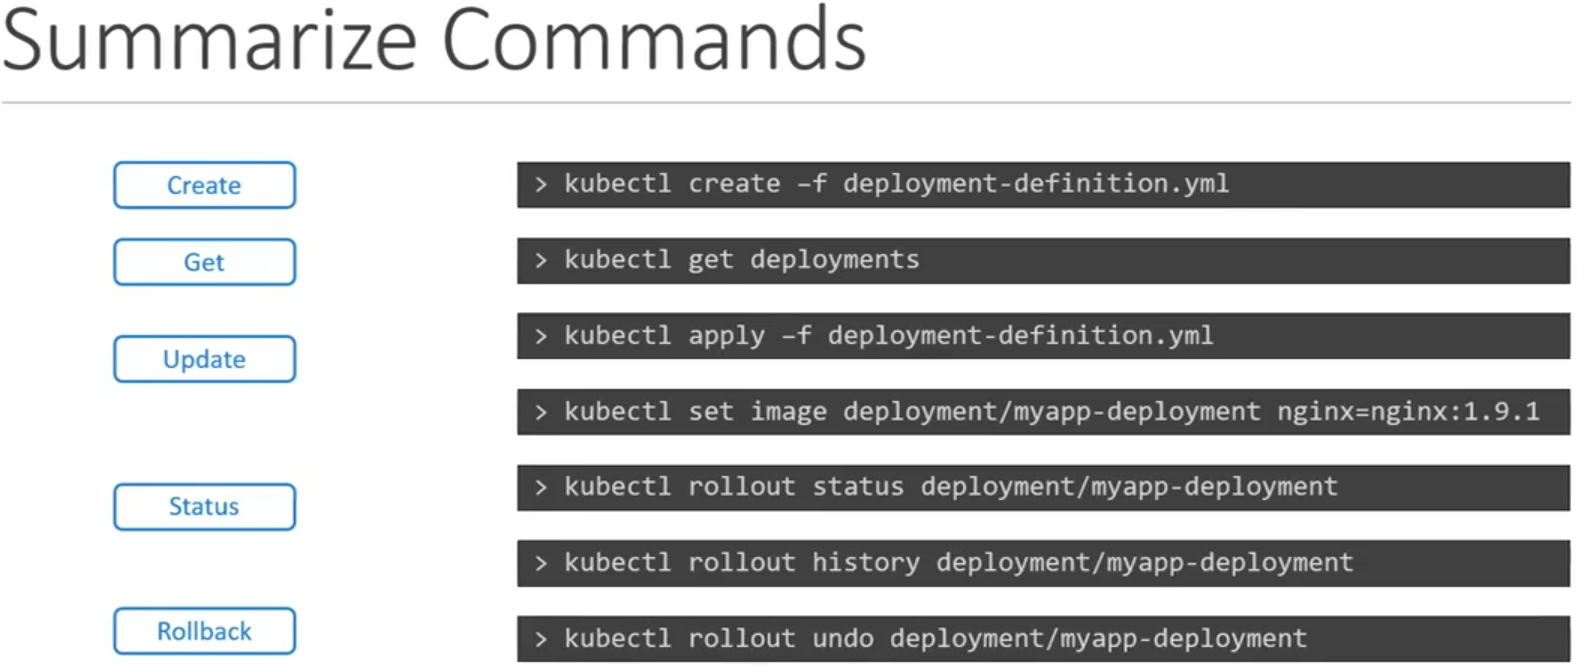 Summarize Commands
Create
> kubectl create –f deployment-definition.yml
Get
> kubectl get deployments
Update
> kubectl apply –f deployment-definition.yml
> kubectl set image deployment/myapp-deployment nginx=nginx:1.9.1
Status
> kubectl rollout status deployment/myapp-deployment
> kubectl rollout history deployment/myapp-deployment
Rollback
> kubectl rollout undo deployment/myapp-deployment